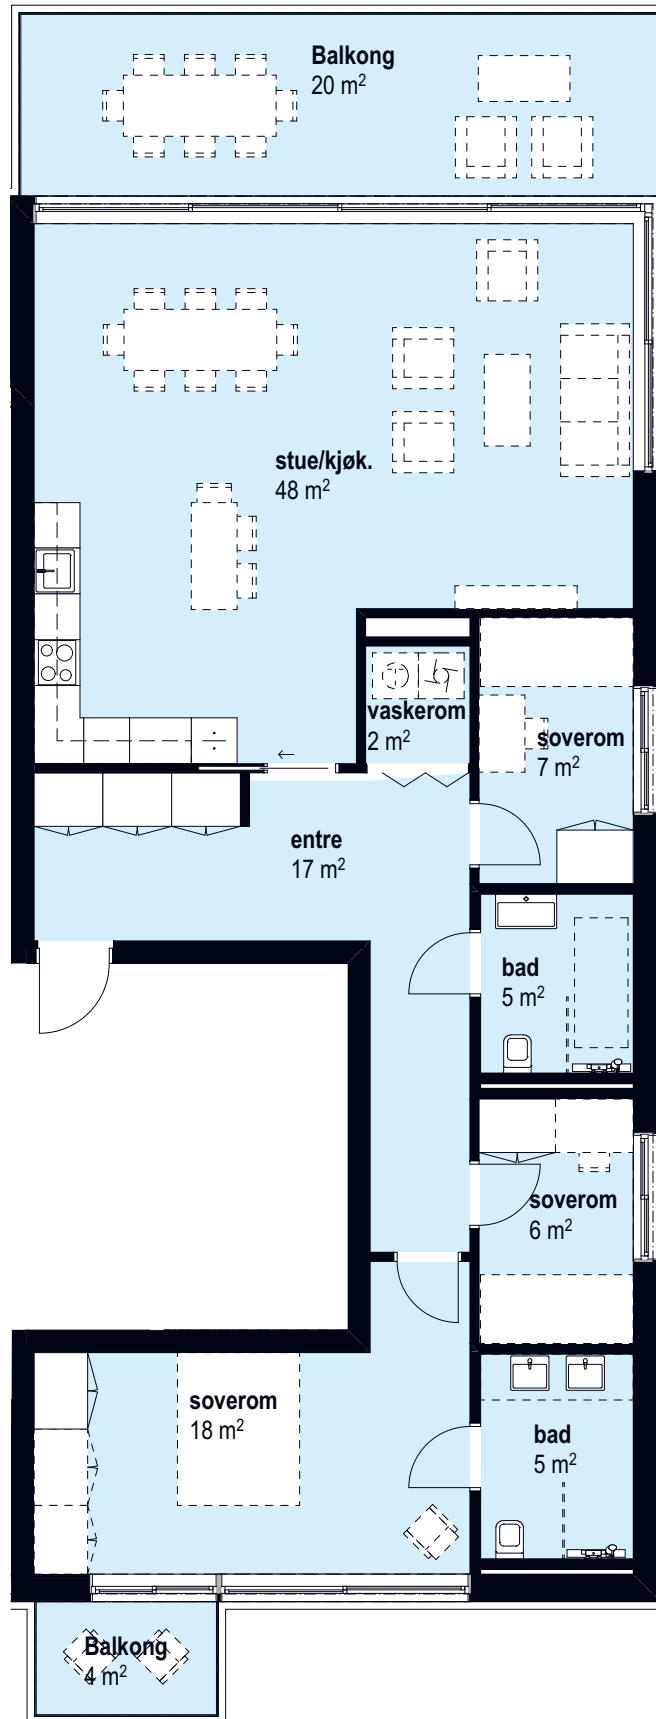 Balkong
20 m²
stue/kjøk.
48 m²
vaskerom
2 m²
soverom
7 m²
entre
17 m²
bad
5 m²
soverom
6 m²
soverom
18 m²
bad
5 m²
Balkong
4 m²